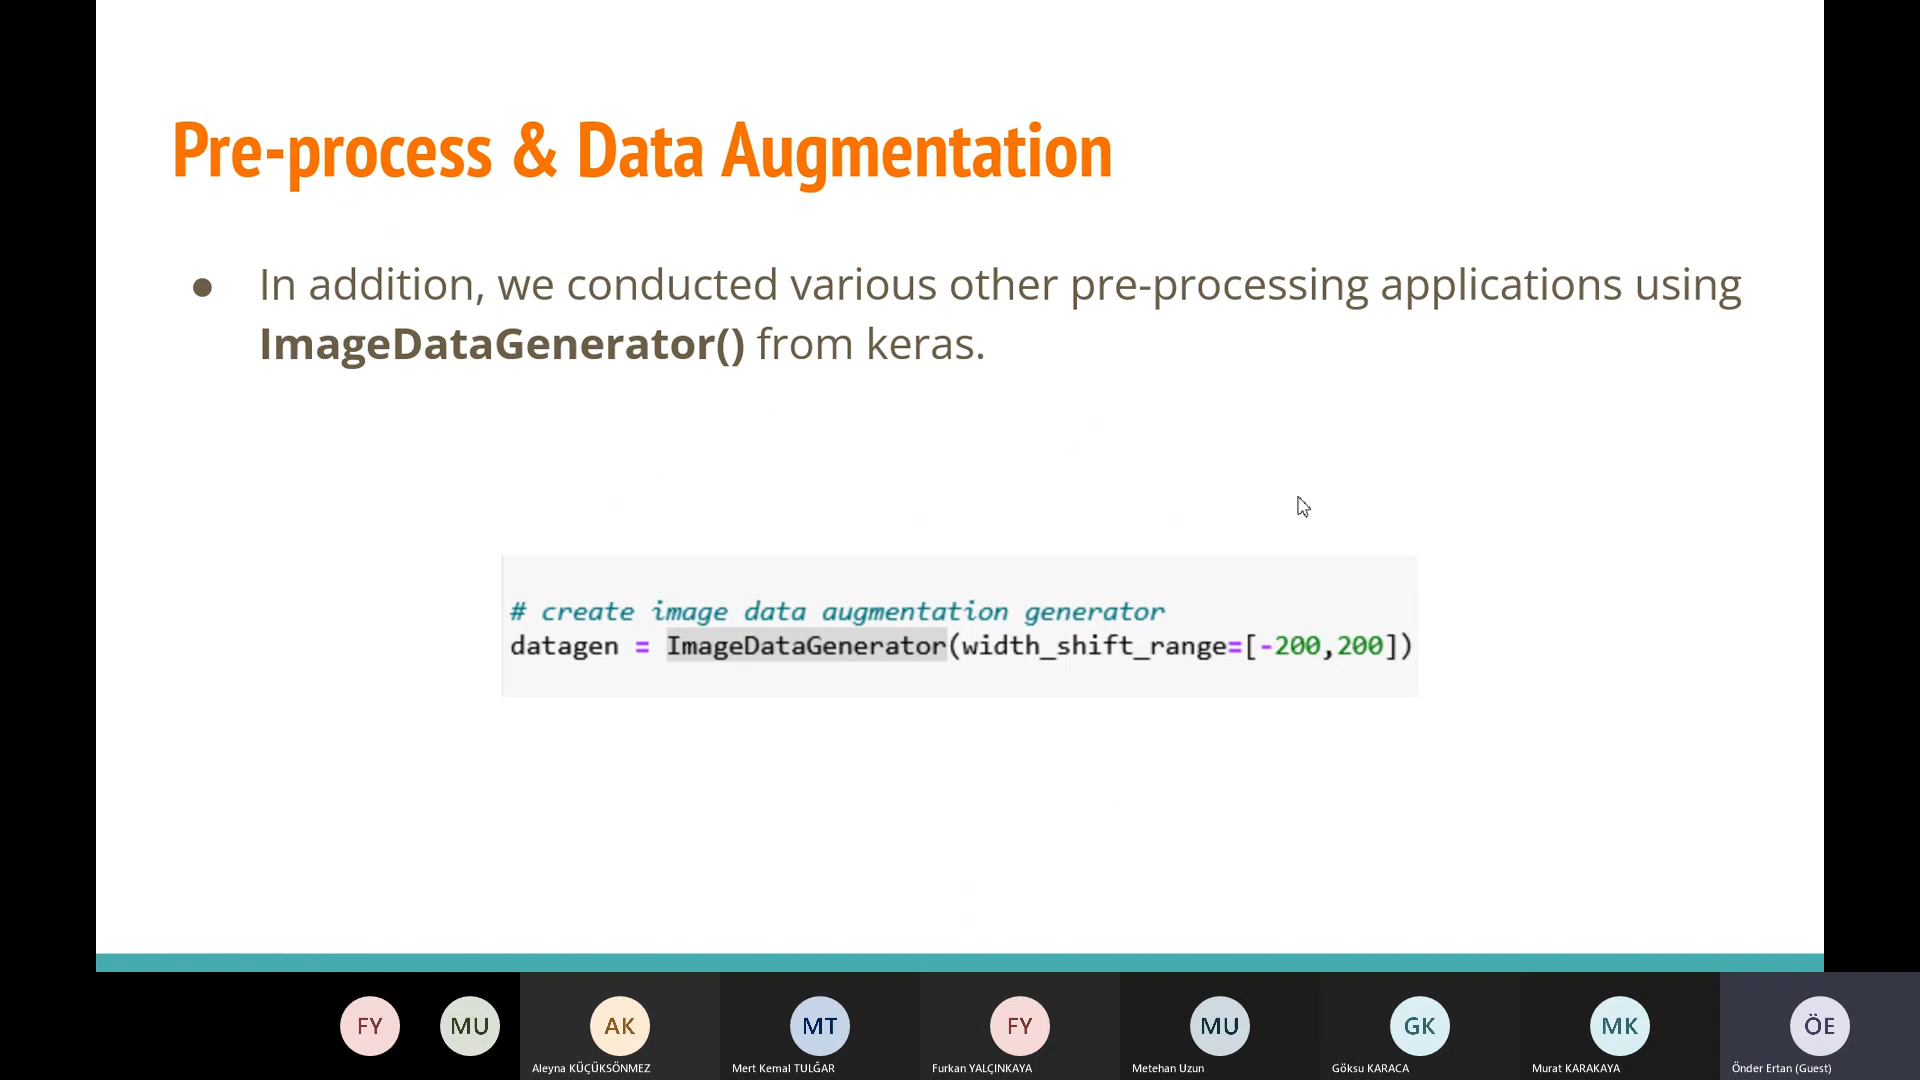 Pre-process & Data Augmentation
● In addition, we conducted various other pre-processing applications using
ImageDataGenerator() from keras.
# create image data augmentation generator
datagen = ImageDataGenerator(width_shift_range=[-200,200])
FY MU AK MT FY MU GK MK ÖE
Aleyna KÜÇÜKSÖNMEZ Mert Kemal TULĞAR Furkan YALÇINKAYA Metehan Uzun Göksu KARACA Murat KARAKAYA Önder Ertan (Guest)